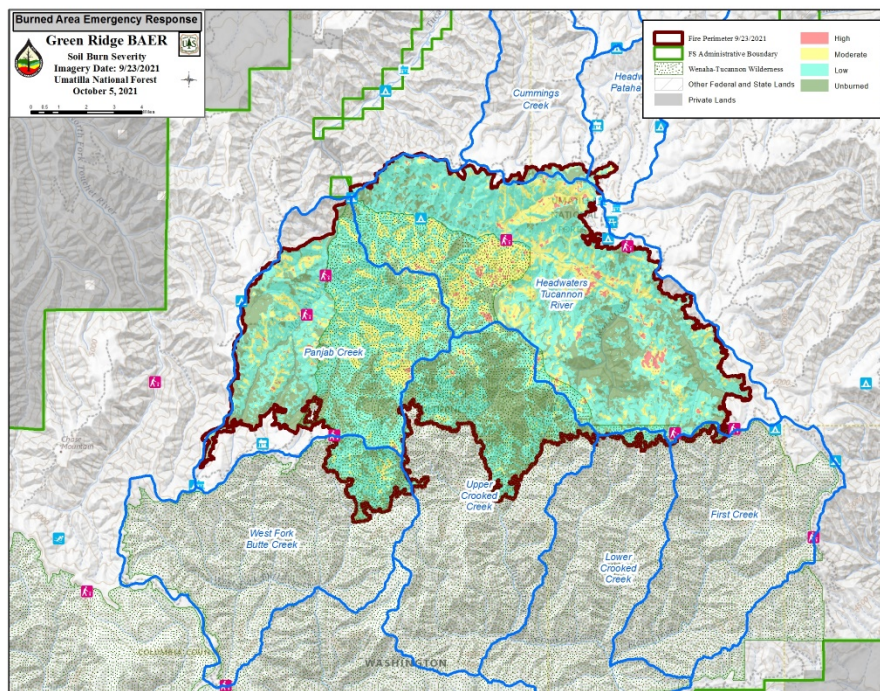 Burned Area Emergency Response
Green Ridge BAER
Soil Burn Severity
Imagery Date: 9/23/2021
Umatilla National Forest
October 5, 2021
Fire Perimeter 9/23/2021
FS Administrative Boundary
Wenaha-Tucannon Wilderness
Other Federal and State Lands
Private Lands
High
Moderate
Low
Unburned
Cummings
Creek
Headwaters
Tucannon
River
Panjab Creek
Upper
Crooked
Creek
West Fork
Butte Creek
Lower
Crooked
Creek
First Creek
WASHINGTON